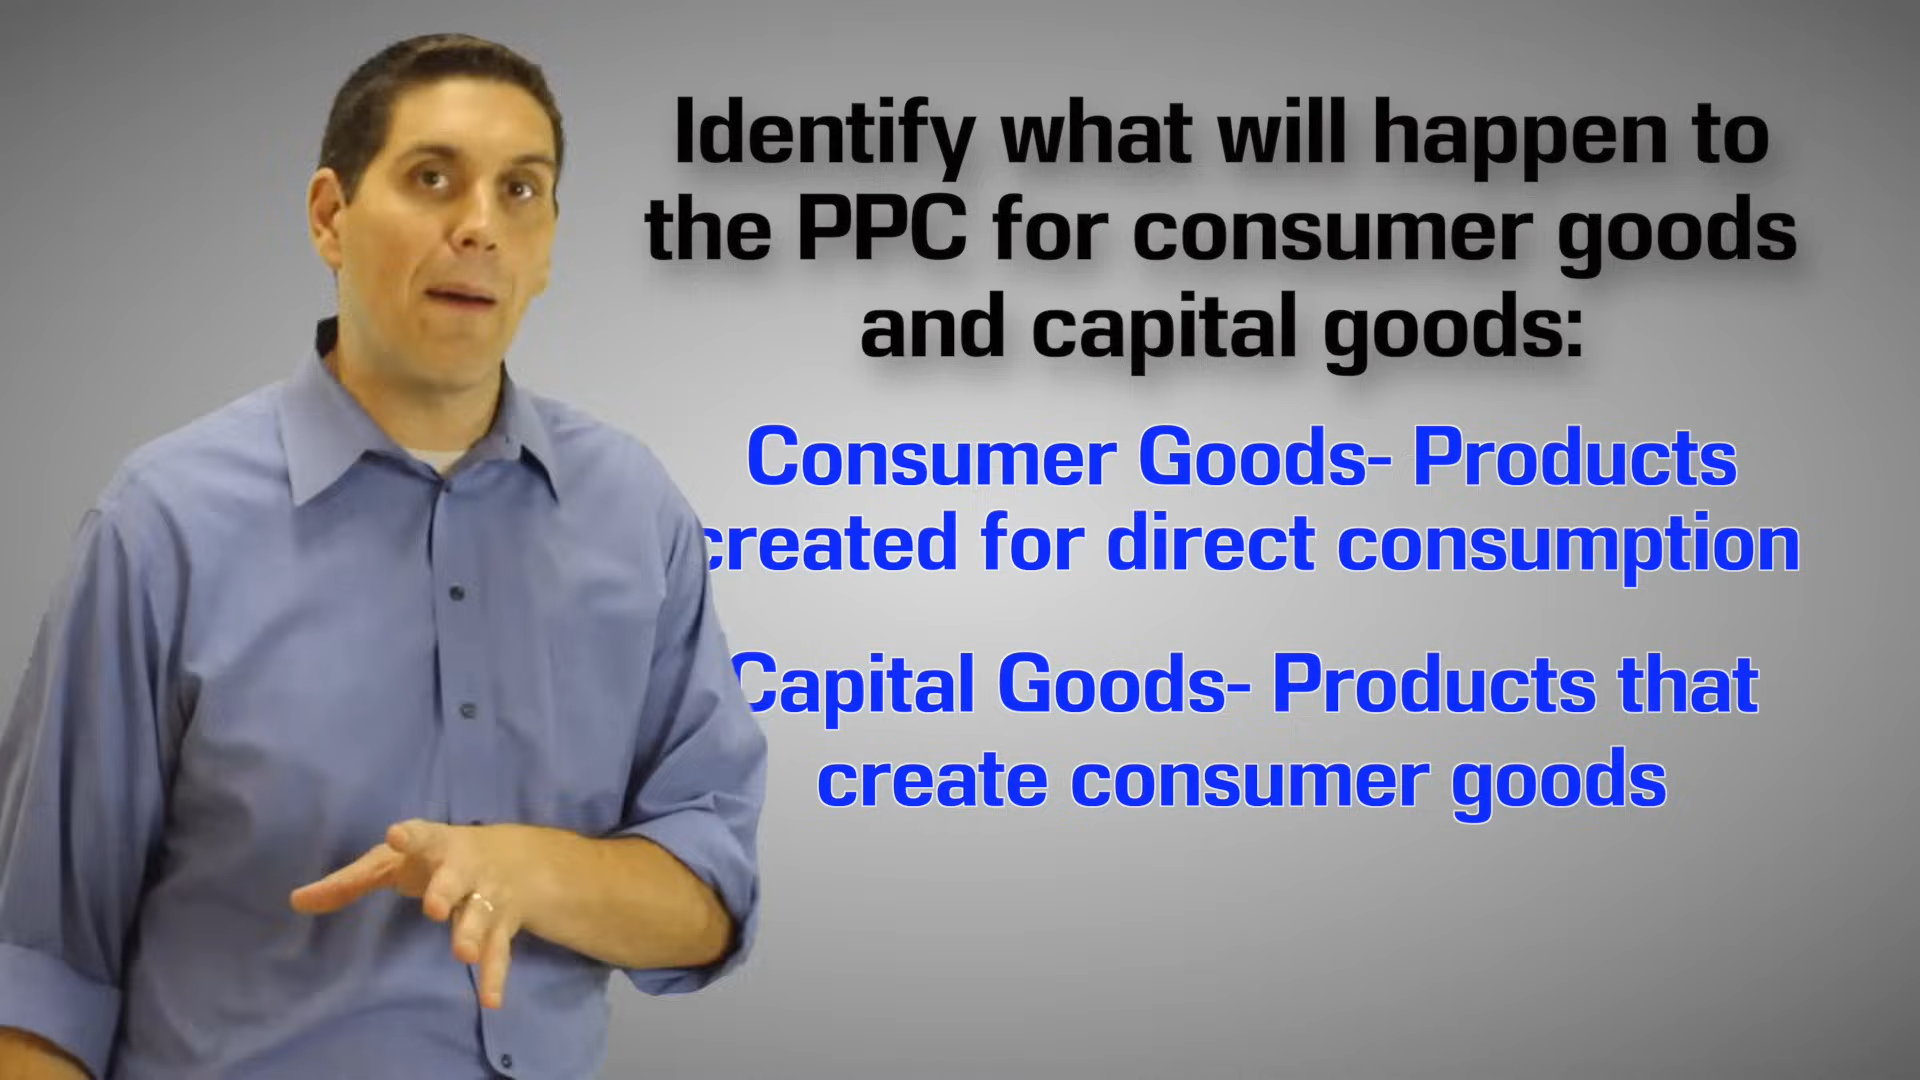 Identify what will happen to
the PPC for consumer goods
and capital goods:
Consumer Goods- Products
created for direct consumption
Capital Goods- Products that
create consumer goods